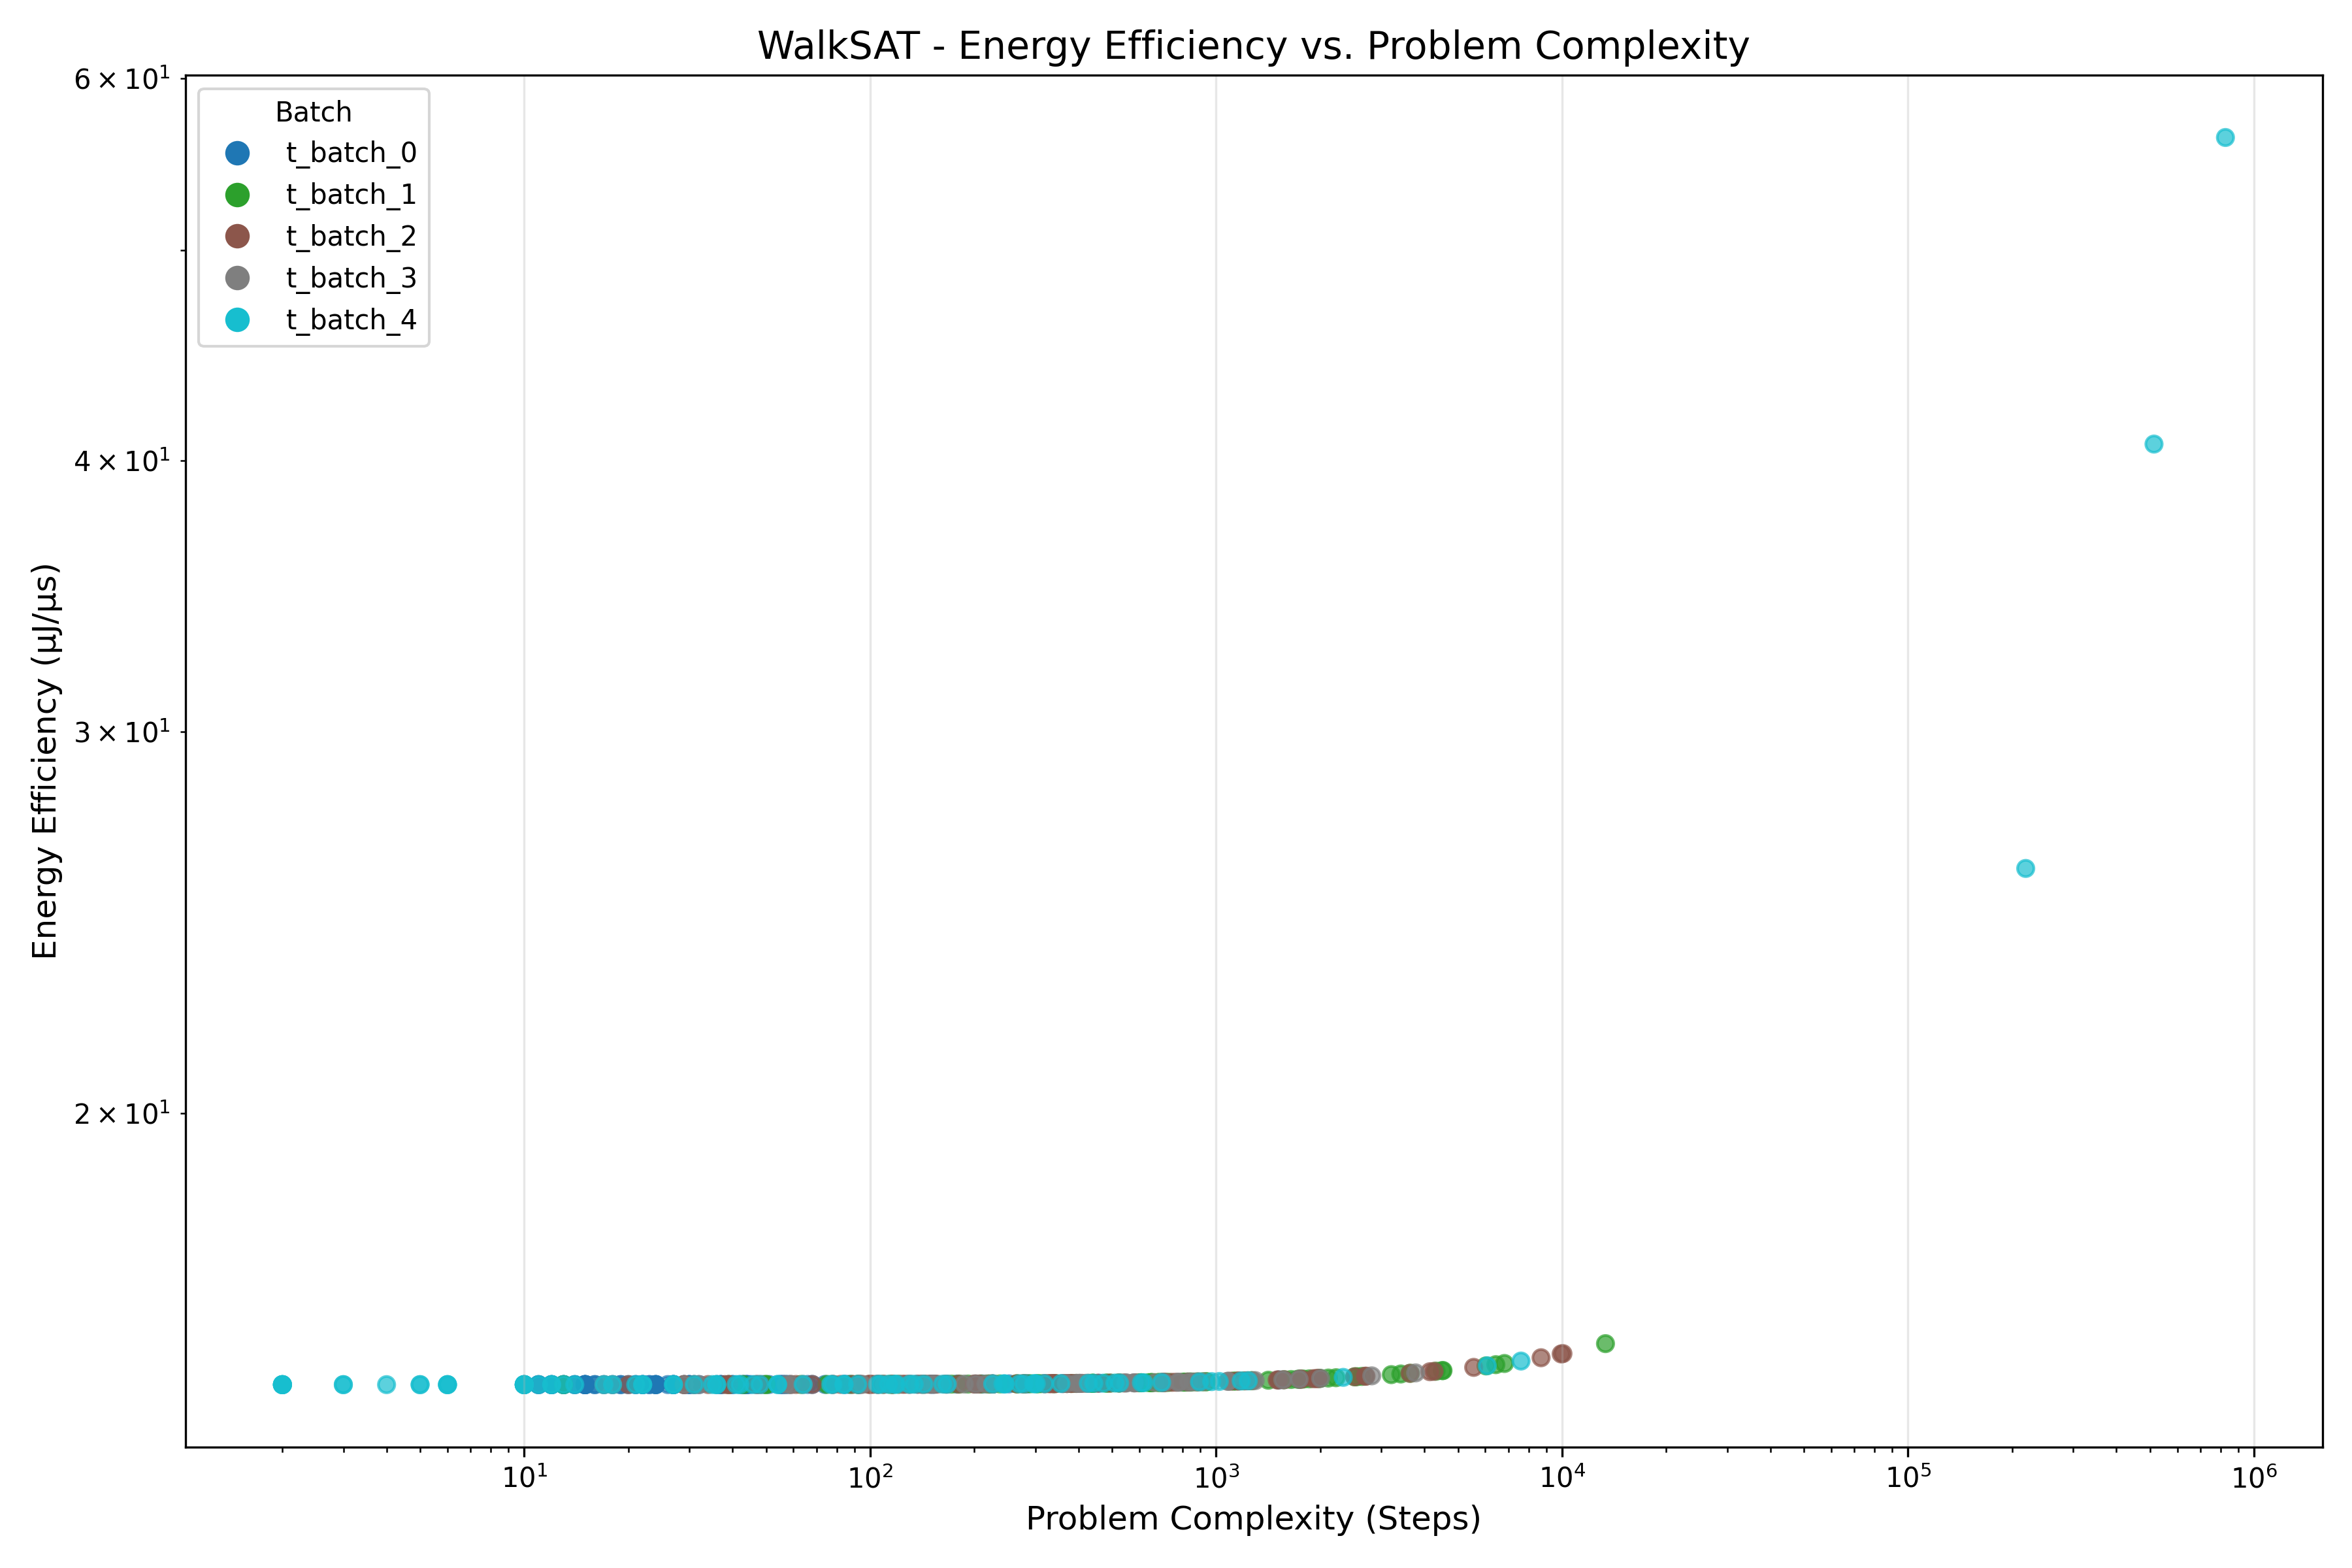 WalkSAT - Energy Efficiency vs. Problem Complexity
6 × 10¹
4 × 10¹
3 × 10¹
2 × 10¹
Energy Efficiency (µJ/µs)
Batch
t_batch_0
t_batch_1
t_batch_2
t_batch_3
t_batch_4
10¹ 10² 10³ 10⁴ 10⁵ 10⁶
Problem Complexity (Steps)